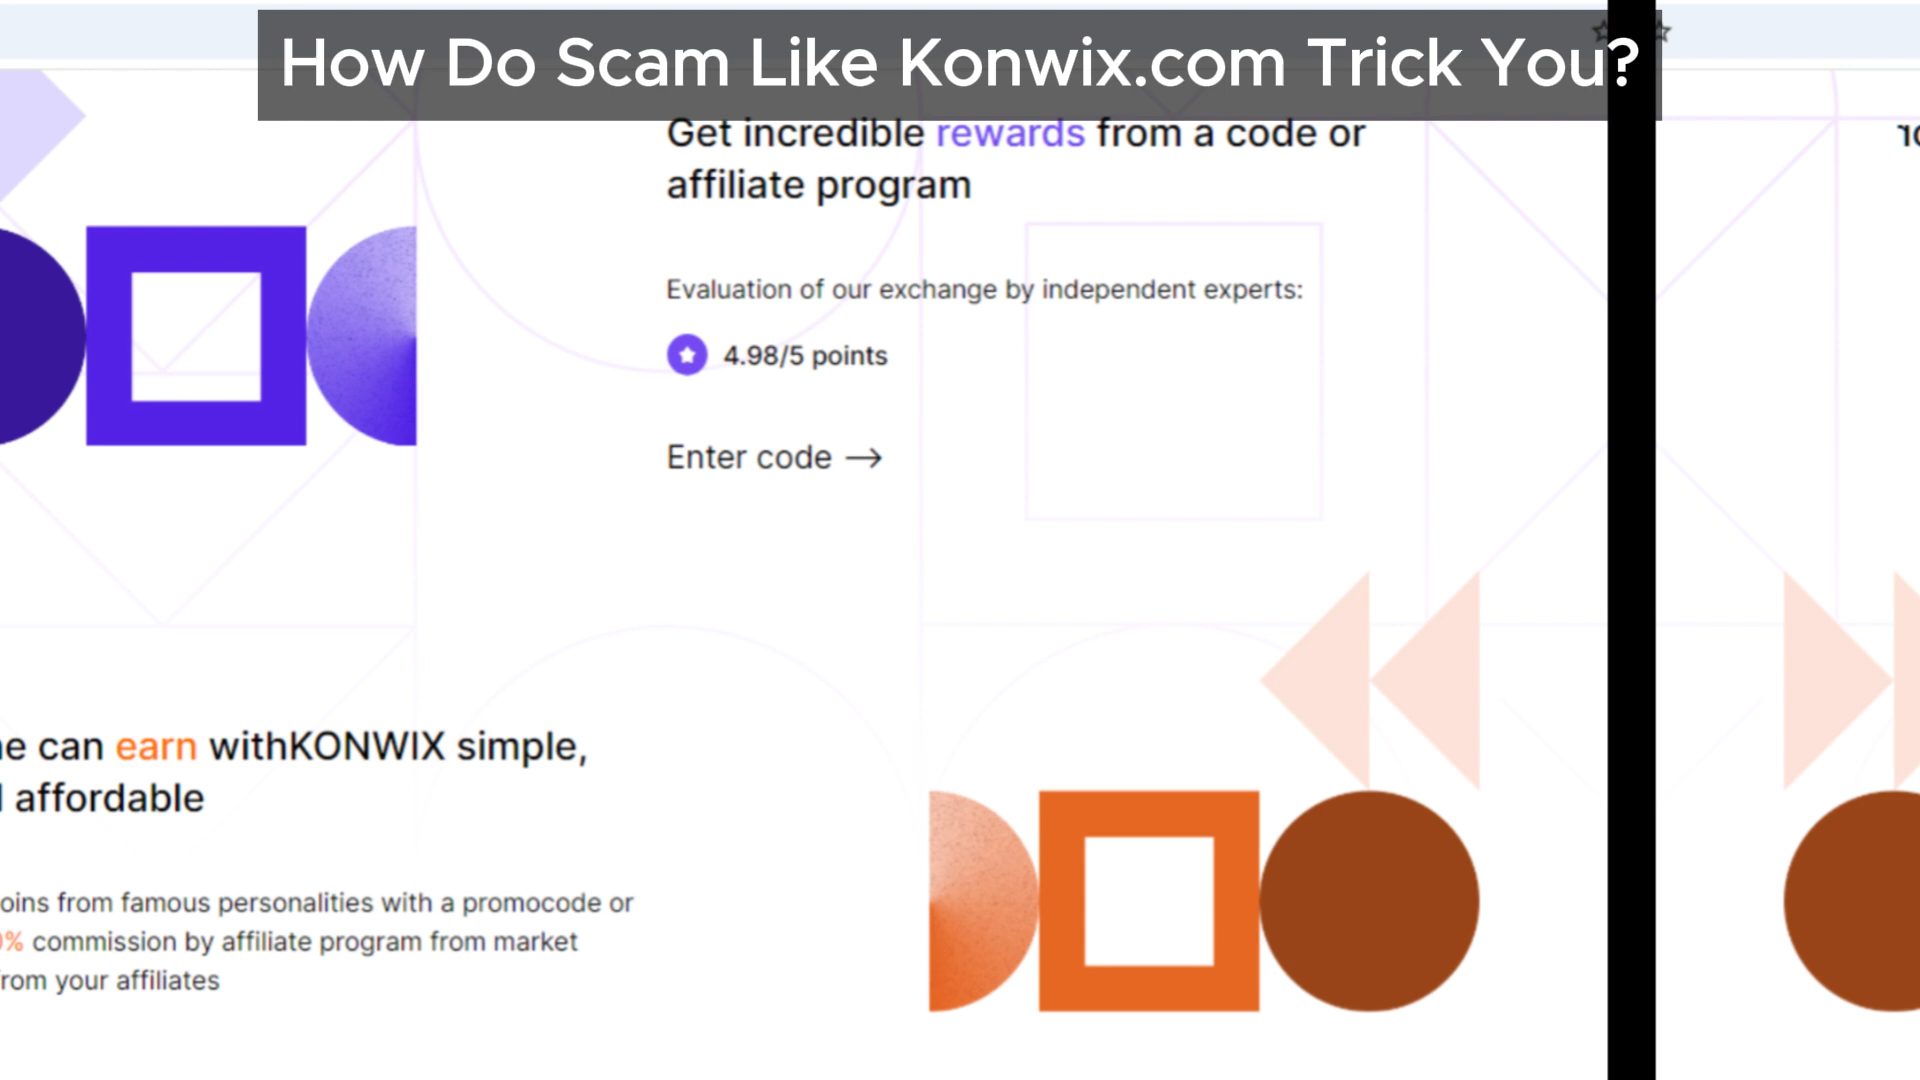 How Do Scam Like Konwix.com Trick You?
Get incredible rewards from a code or
affiliate program
Evaluation of our exchange by independent experts:
4.98/5 points
Enter code →
can earn withKONWIX simple,
affordable
from famous personalities with a promocode or
% commission by affiliate program from market
from your affiliates